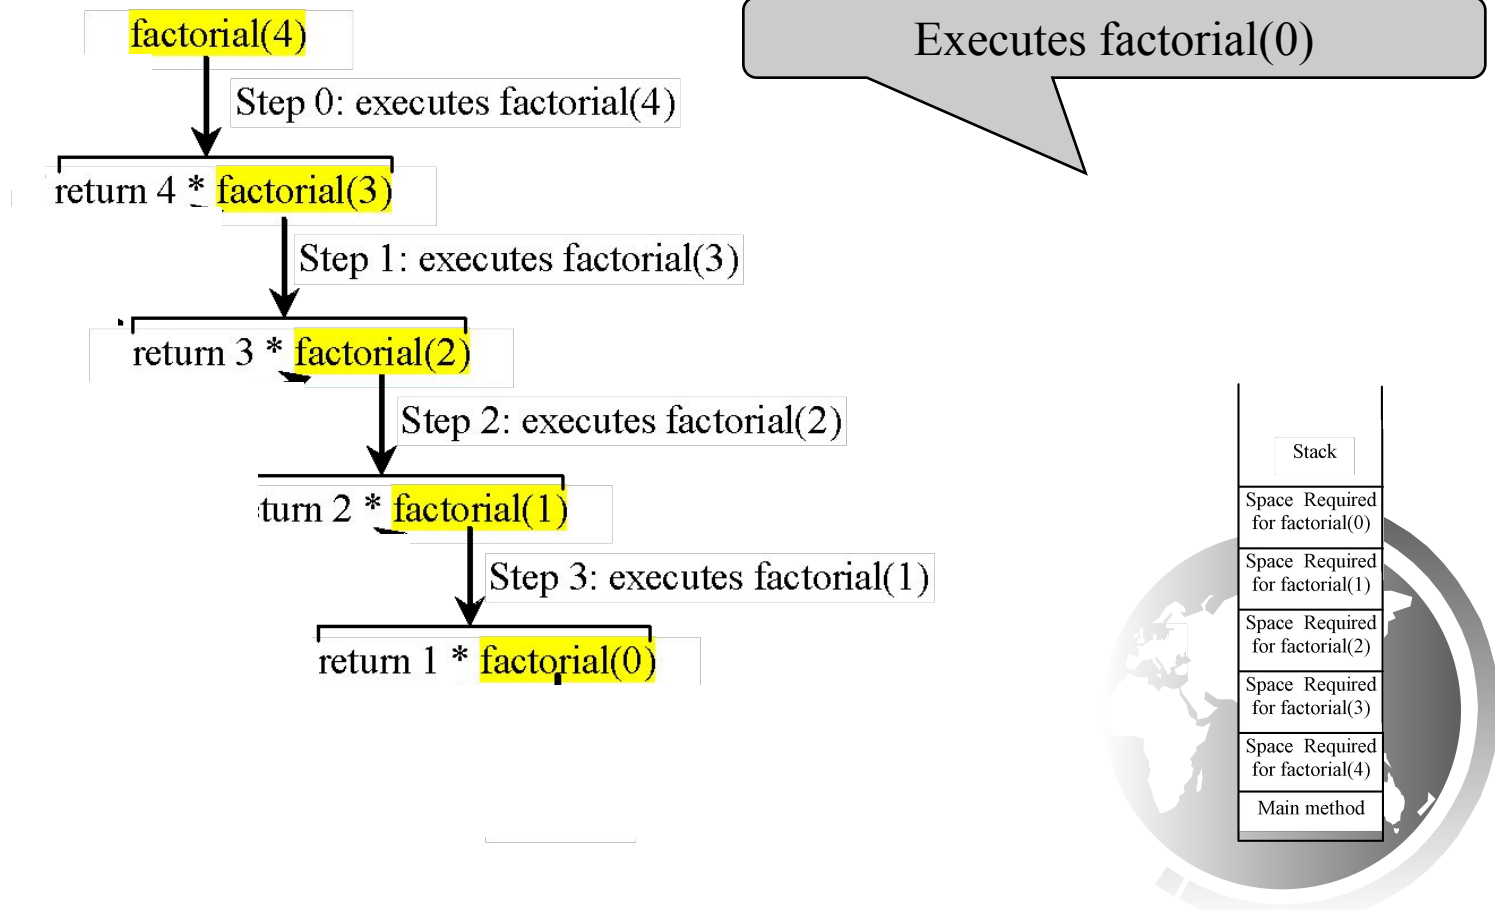 factorial(4)
Executes factorial(0)
Step 0: executes factorial(4)
return 4 * factorial(3)
Step 1: executes factorial(3)
return 3 * factorial(2)
Step 2: executes factorial(2)
turn 2 * factorial(1)
Step 3: executes factorial(1)
return 1 * factorial(0)
Stack
Space Required
for factorial(0)
Space Required
for factorial(1)
Space Required
for factorial(2)
Space Required
for factorial(3)
Space Required
for factorial(4)
Main method